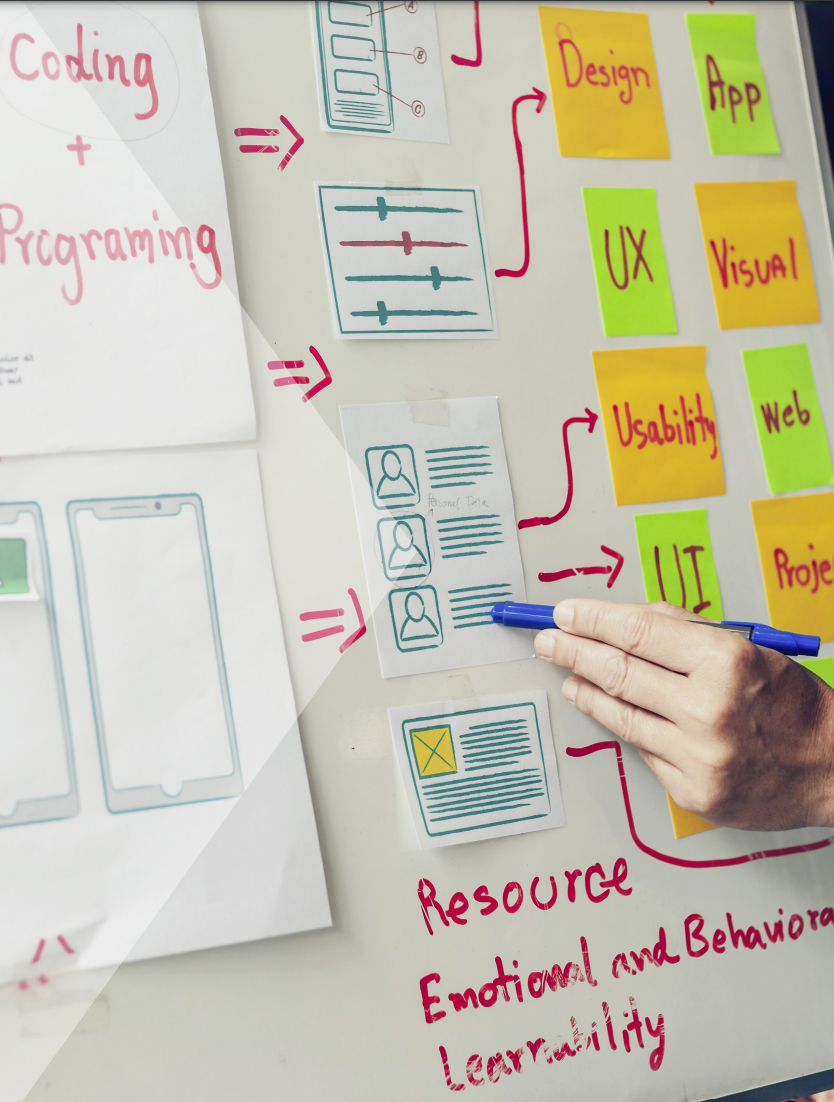 Coding
+
Programing
A
B
C
Design
App
UX
Visual
Usability
Web
Personal Data
UI
Proje
Resource
Emotional and Behaviora
Learnability